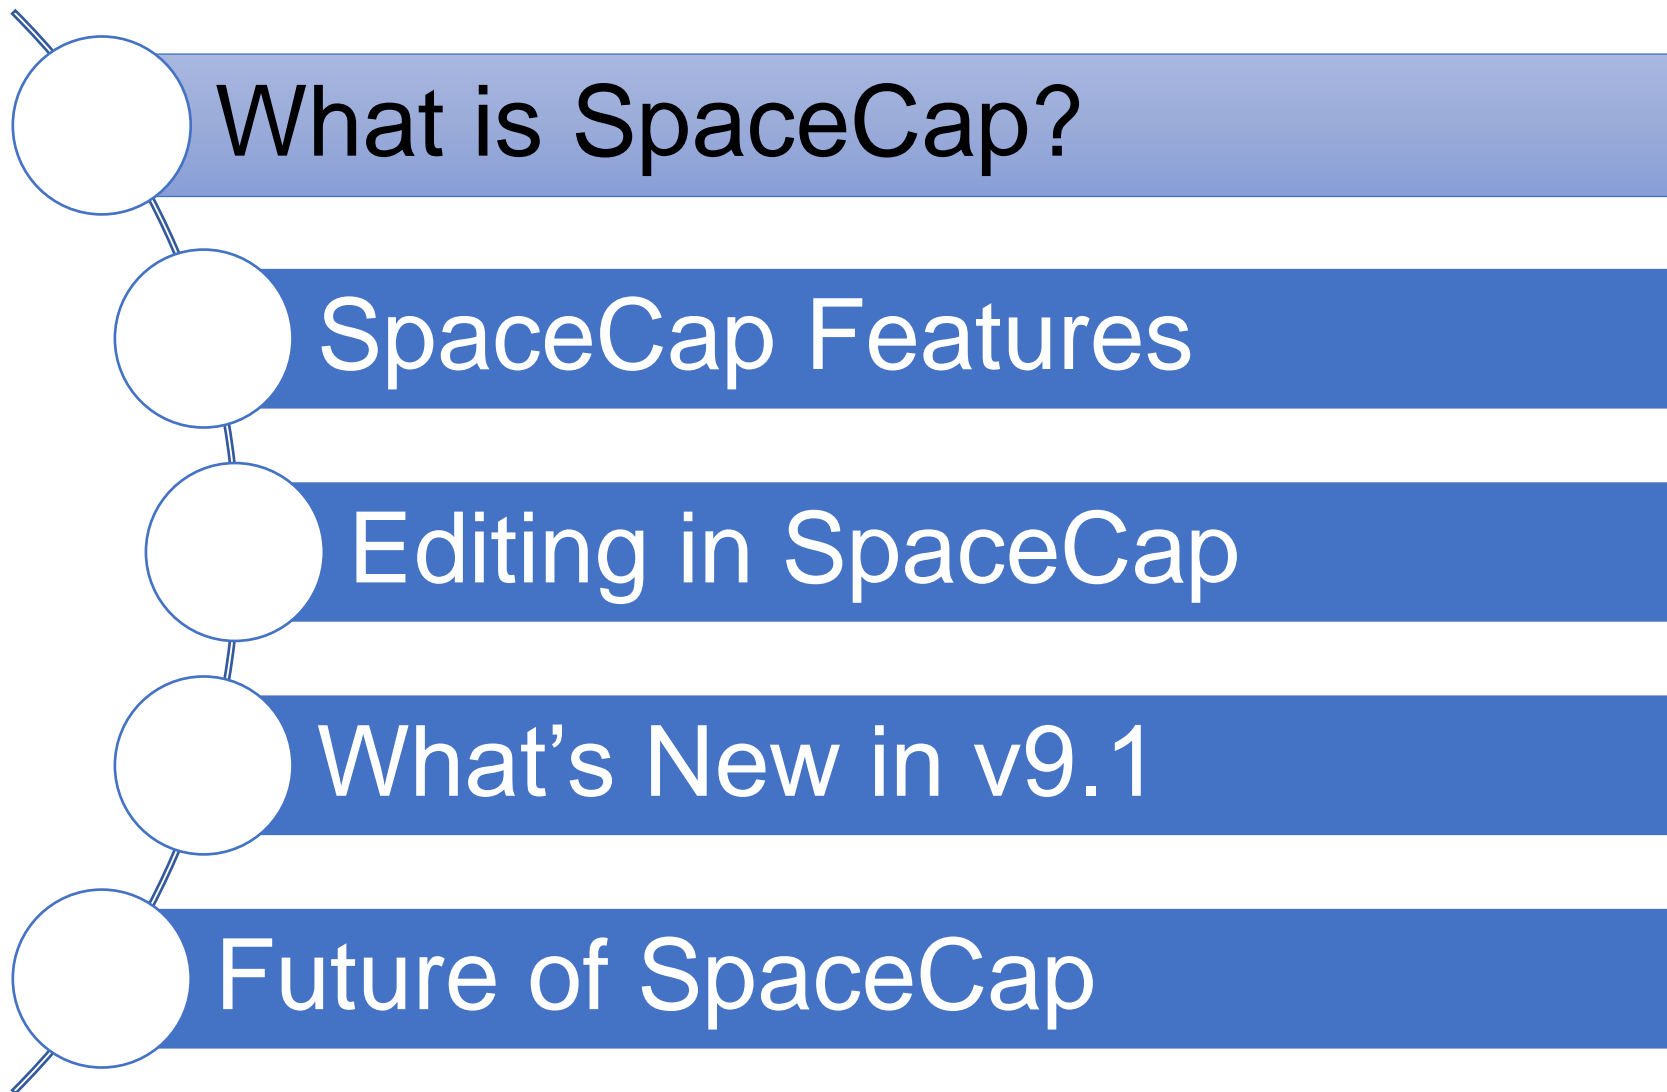 What is SpaceCap?
SpaceCap Features
Editing in SpaceCap
What’s New in v9.1
Future of SpaceCap